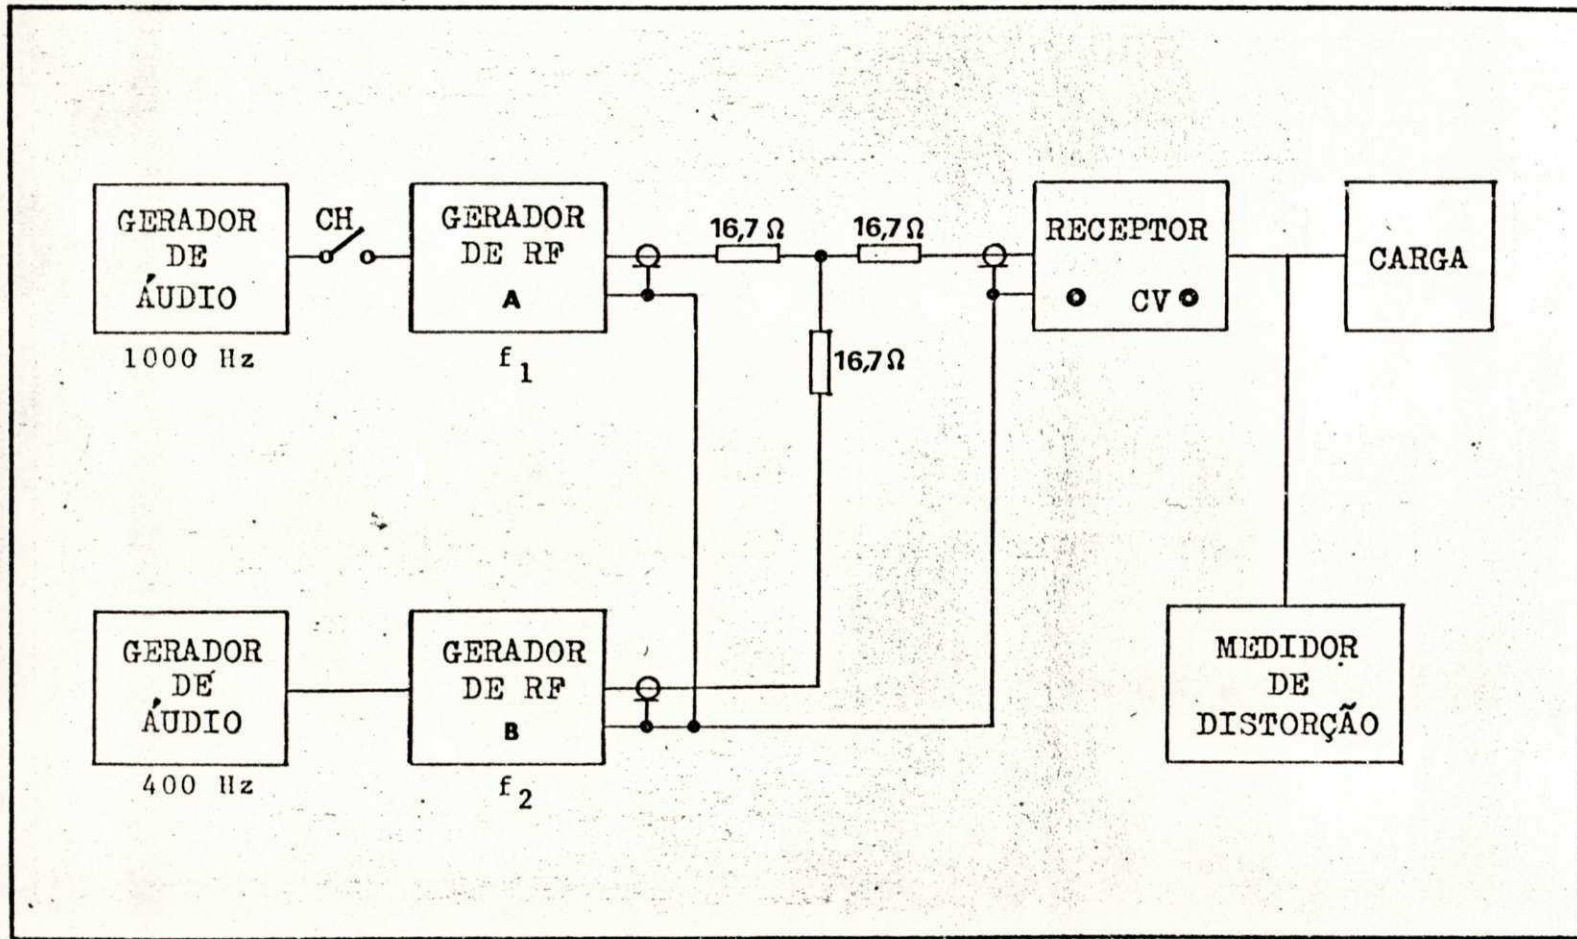 GERADOR
DE
ÁUDIO
1000 Hz
CH
GERADOR
DE RF
A
f1
16,7 Ω
16,7 Ω
16,7 Ω
RECEPTOR
CV
CARGA
GERADOR
DE
ÁUDIO
400 Hz
GERADOR
DE RF
B
f2
MEDIDOR
DE
DISTORÇÃO